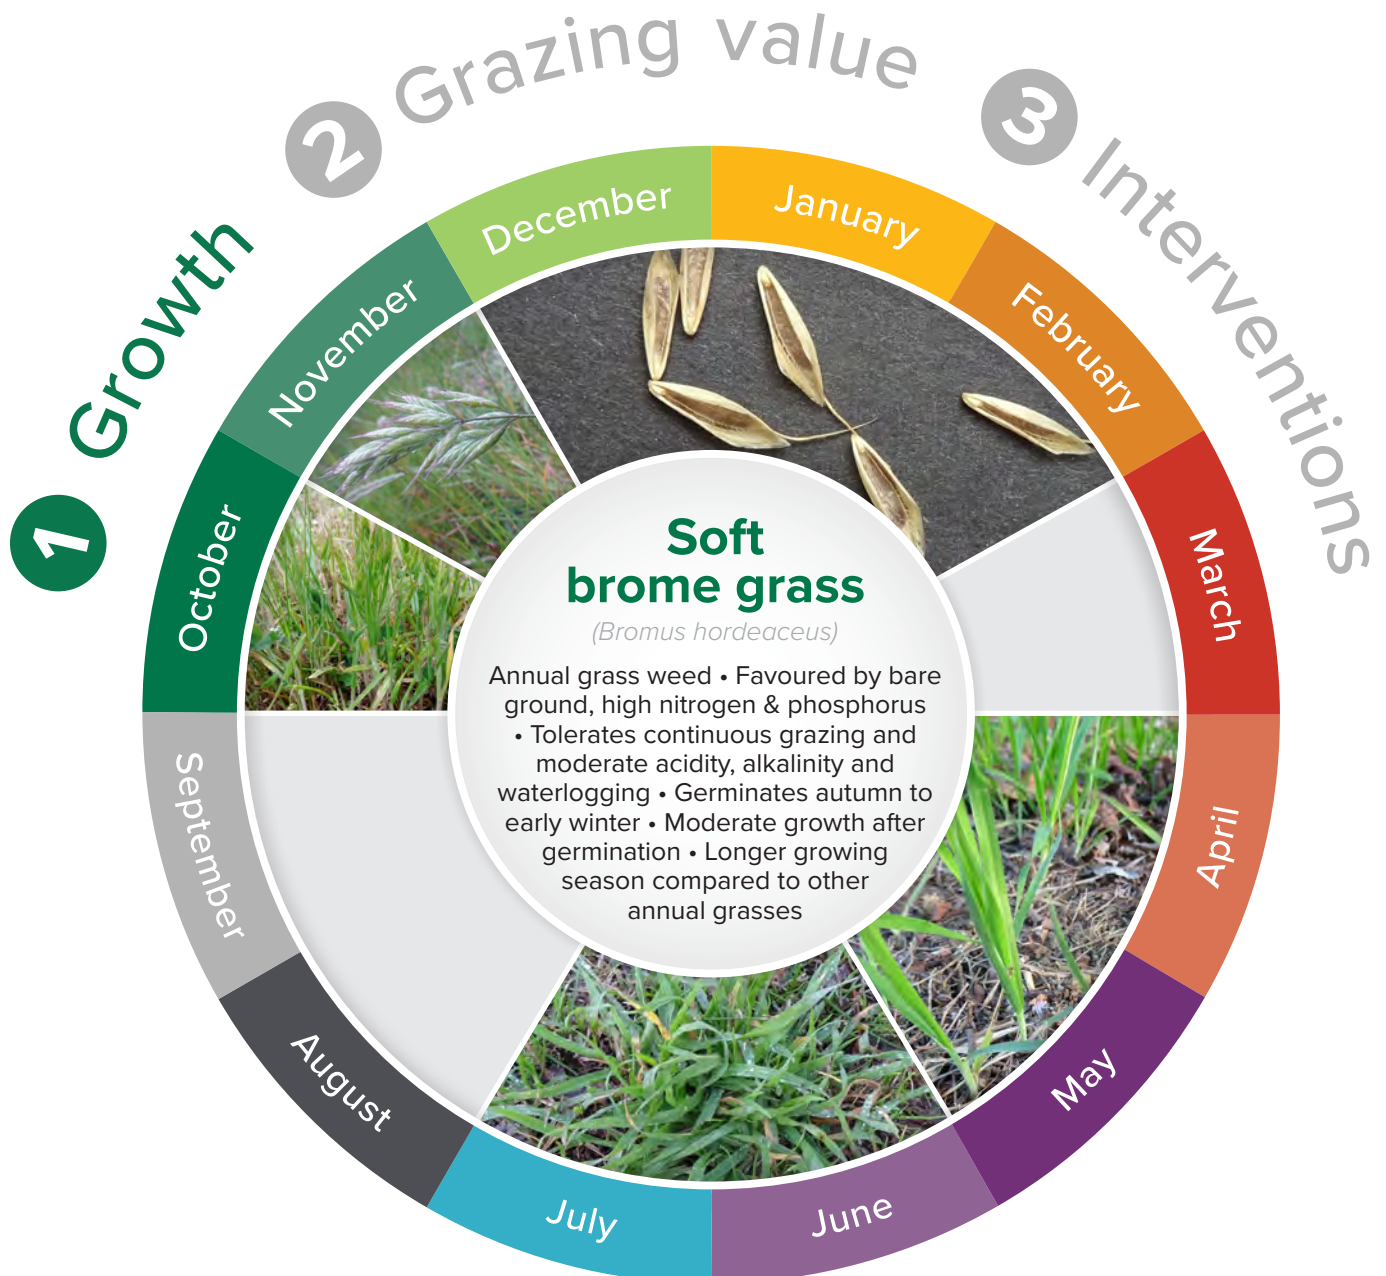 1 Growth
2 Grazing value
3 Interventions
January
February
March
April
May
June
July
August
September
October
November
December
Soft
brome grass
(Bromus hordeaceus)
Annual grass weed • Favoured by bare
ground, high nitrogen & phosphorus
• Tolerates continuous grazing and
moderate acidity, alkalinity and
waterlogging • Germinates autumn to
early winter • Moderate growth after
germination • Longer growing
season compared to other
annual grasses